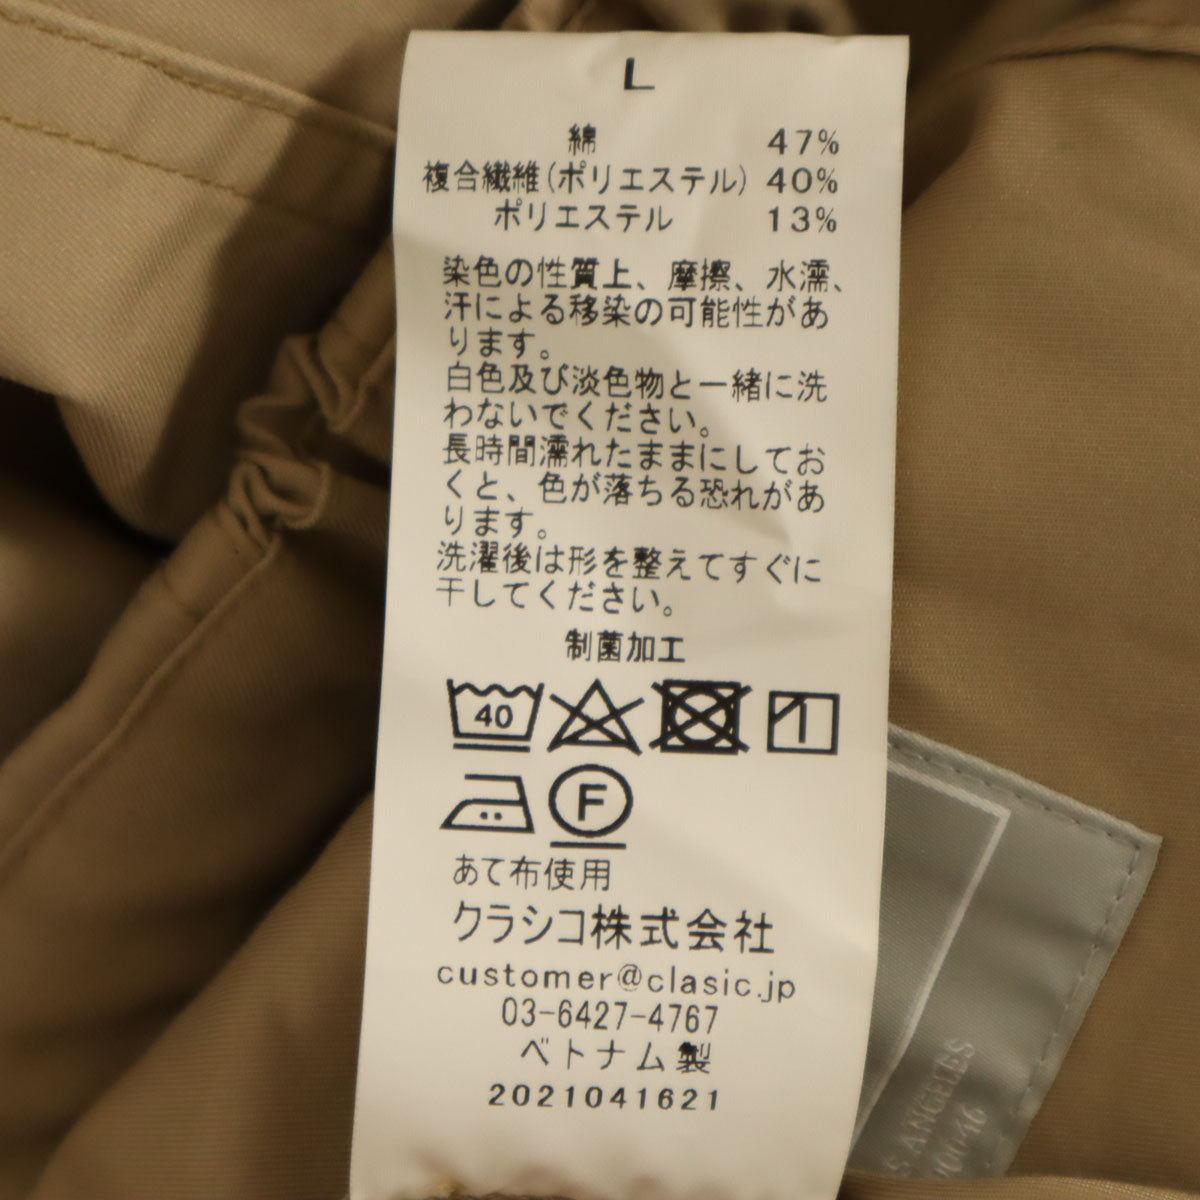 L
綿 47%
複合繊維(ポリエステル) 40%
ポリエステル 13%
染色の性質上、摩擦、水濡、
汗による移染の可能性があ
ります。
白色及び淡色物と一緒に洗
わないでください。
長時間濡れたままにしてお
くと、色が落ちる恐れがあ
ります。
洗濯後は形を整えてすぐに
干してください。
制菌加工
40
F
あて布使用
クラシコ株式会社
customer@clasic.jp
03-6427-4767
ベトナム製
2021041621
S ANGELES
90046